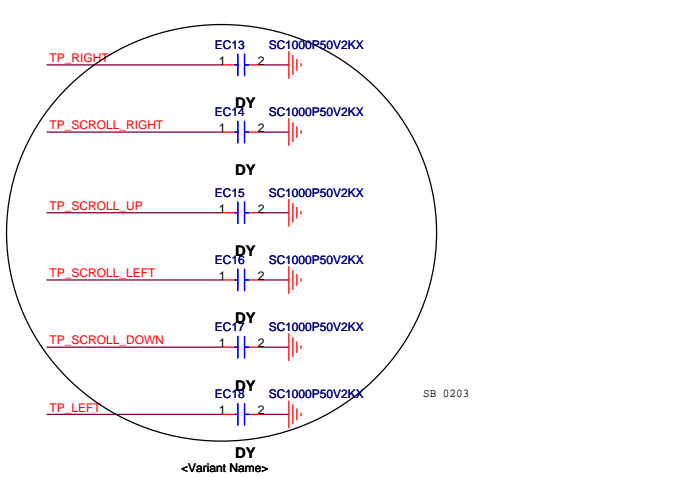 EC13 SC1000P50V2KX
TP_RIGHT 1 2
DY
EC14 SC1000P50V2KX
TP_SCROLL_RIGHT 1 2
DY
EC15 SC1000P50V2KX
TP_SCROLL_UP 1 2
DY
EC16 SC1000P50V2KX
TP_SCROLL_LEFT 1 2
DY
EC17 SC1000P50V2KX
TP_SCROLL_DOWN 1 2
DY
EC18 SC1000P50V2KX SB 0203
TP_LEFT 1 2
DY
<Variant Name>